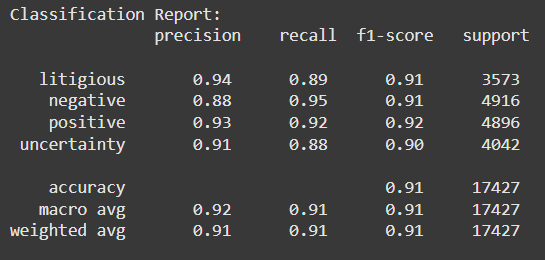 Classification Report:
precision recall f1-score support
litigious 0.94 0.89 0.91 3573
negative 0.88 0.95 0.91 4916
positive 0.93 0.92 0.92 4896
uncertainty 0.91 0.88 0.90 4042
accuracy 0.91 17427
macro avg 0.92 0.91 0.91 17427
weighted avg 0.91 0.91 0.91 17427